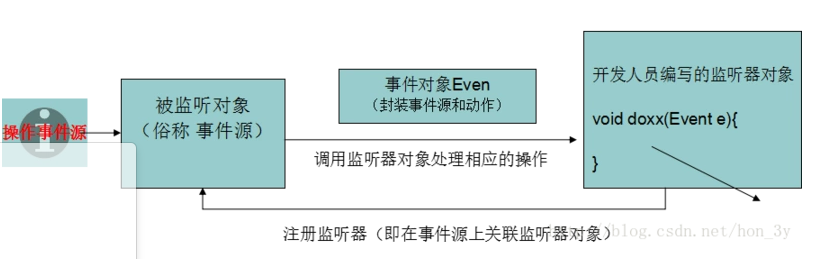 操作事件源
被监听对象
（俗称 事件源）
事件对象Even
（封装事件源和动作）
调用监听器对象处理相应的操作
开发人员编写的监听器对象
void doxx(Event e){
}
注册监听器（即在事件源上关联监听器对象）
blog.csdn.net/hon_3y